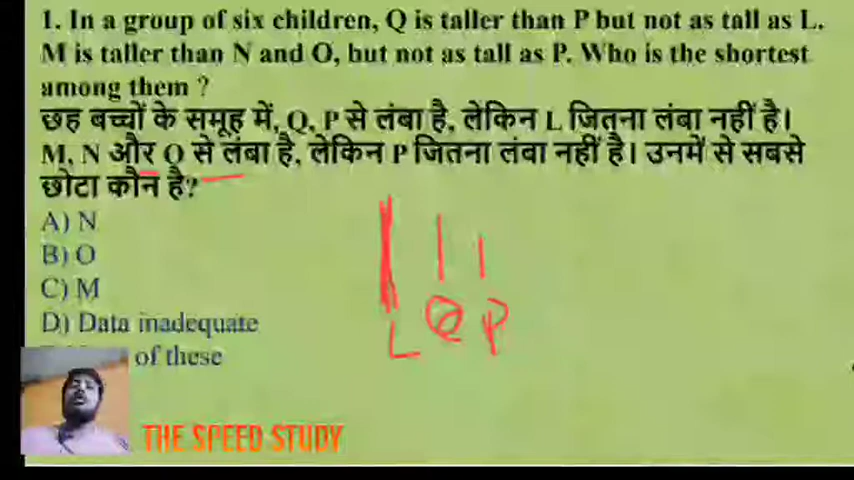 1. In a group of six children, Q is taller than P but not as tall as L.
M is taller than N and O, but not as tall as P. Who is the shortest
among them ?
छह बच्चों के समूह में, Q, P से लंबा है, लेकिन L जितना लंबा नहीं है।
M, N और O से लंबा है, लेकिन P जितना लंबा नहीं है। उनमें से सबसे
छोटा कौन है?
A) N
B) O
C) M
D) Data inadequate
of these
L Q P
THE SPEED STUDY